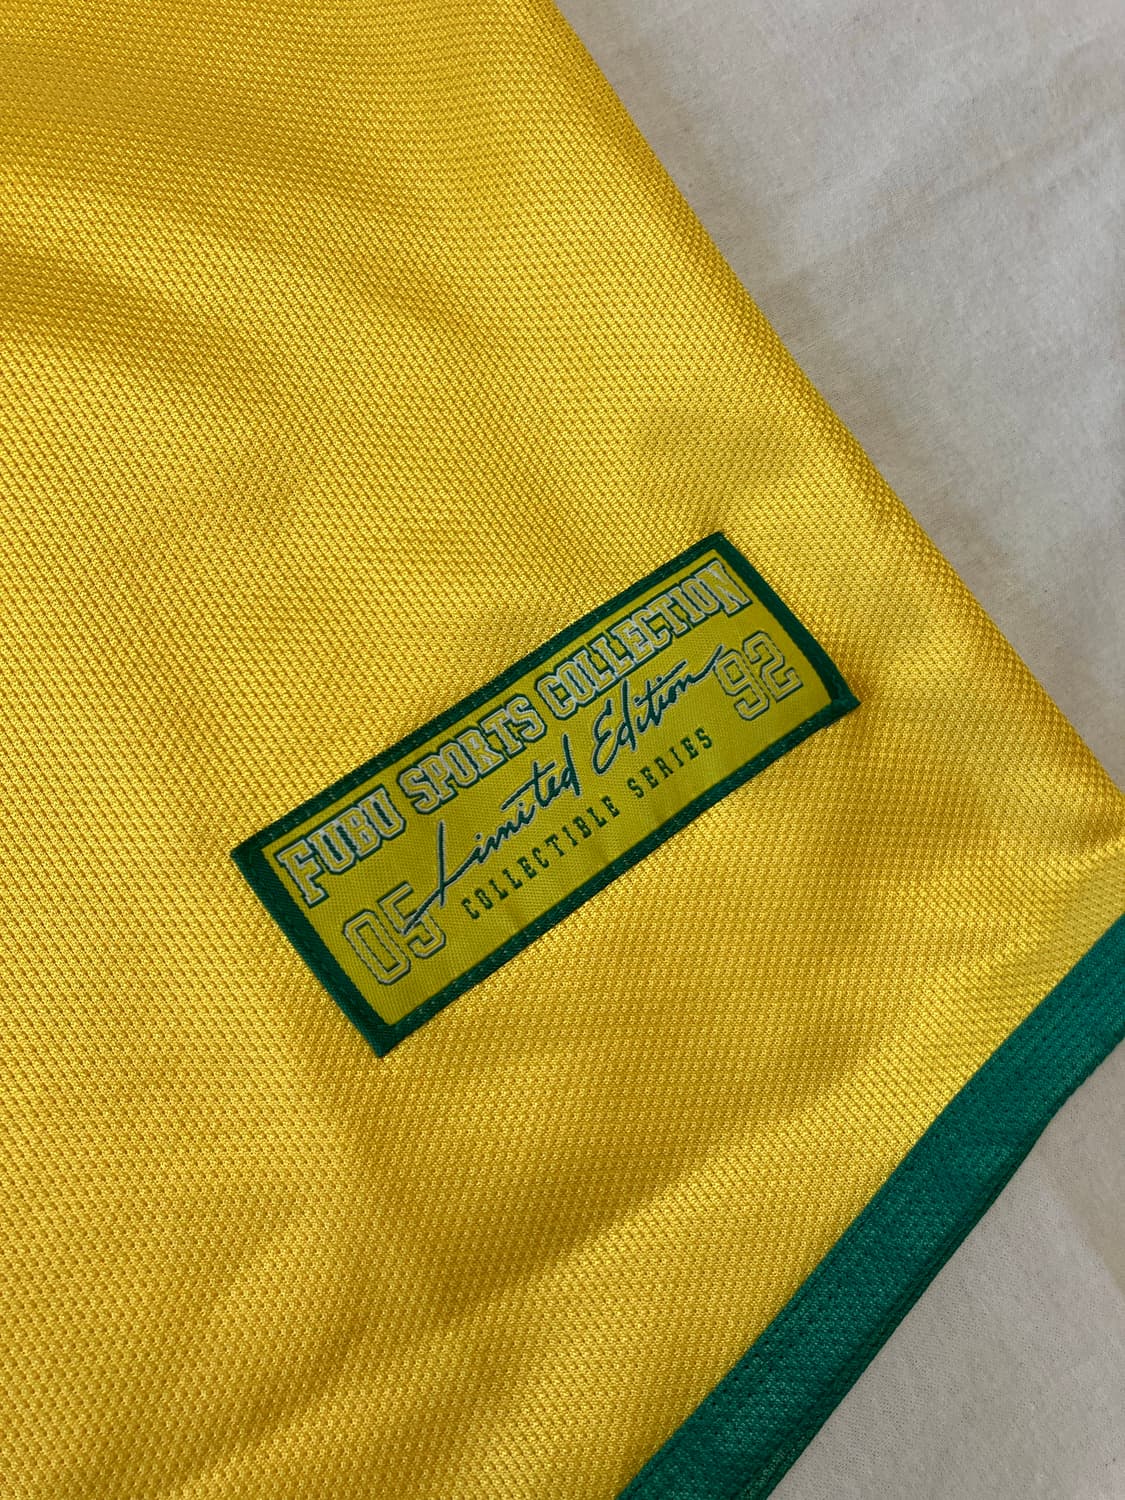 FUBU SPORTS COLLECTION
05 Limited Edition 92
COLLECTIBLE SERIES